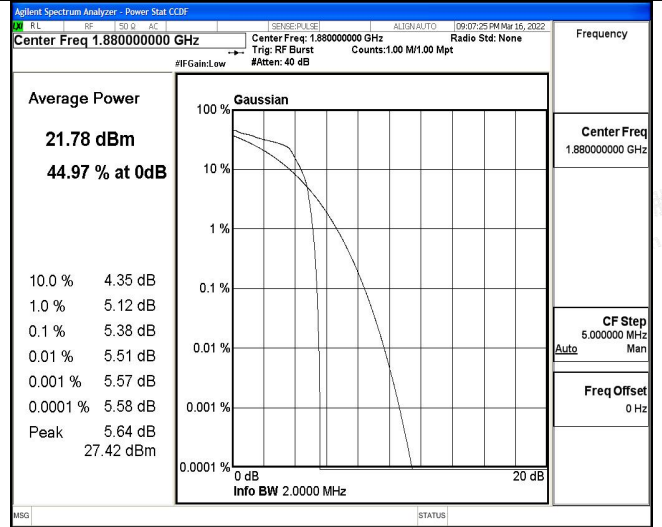 Agilent Spectrum Analyzer - Power Stat CCDF
LXI RL RF 50 Ω AC SENSE:PULSE ALIGN AUTO 09:07:25 PM Mar 16, 2022
Center Freq 1.880000000 GHz Center Freq: 1.880000000 GHz Radio Std: None
Trig: RF Burst Counts:1.00 M/1.00 Mpt
#IFGain:Low #Atten: 40 dB
Frequency
Average Power
21.78 dBm
44.97 % at 0dB
10.0 % 4.35 dB
1.0 % 5.12 dB
0.1 % 5.38 dB
0.01 % 5.51 dB
0.001 % 5.57 dB
0.0001 % 5.58 dB
Peak 5.64 dB
27.42 dBm
Gaussian
100 %
10 %
1 %
0.1 %
0.01 %
0.001 %
0.0001 %
0 dB 20 dB
Info BW 2.0000 MHz
Center Freq
1.880000000 GHz
CF Step
5.000000 MHz
Auto Man
Freq Offset
0 Hz
MSG STATUS